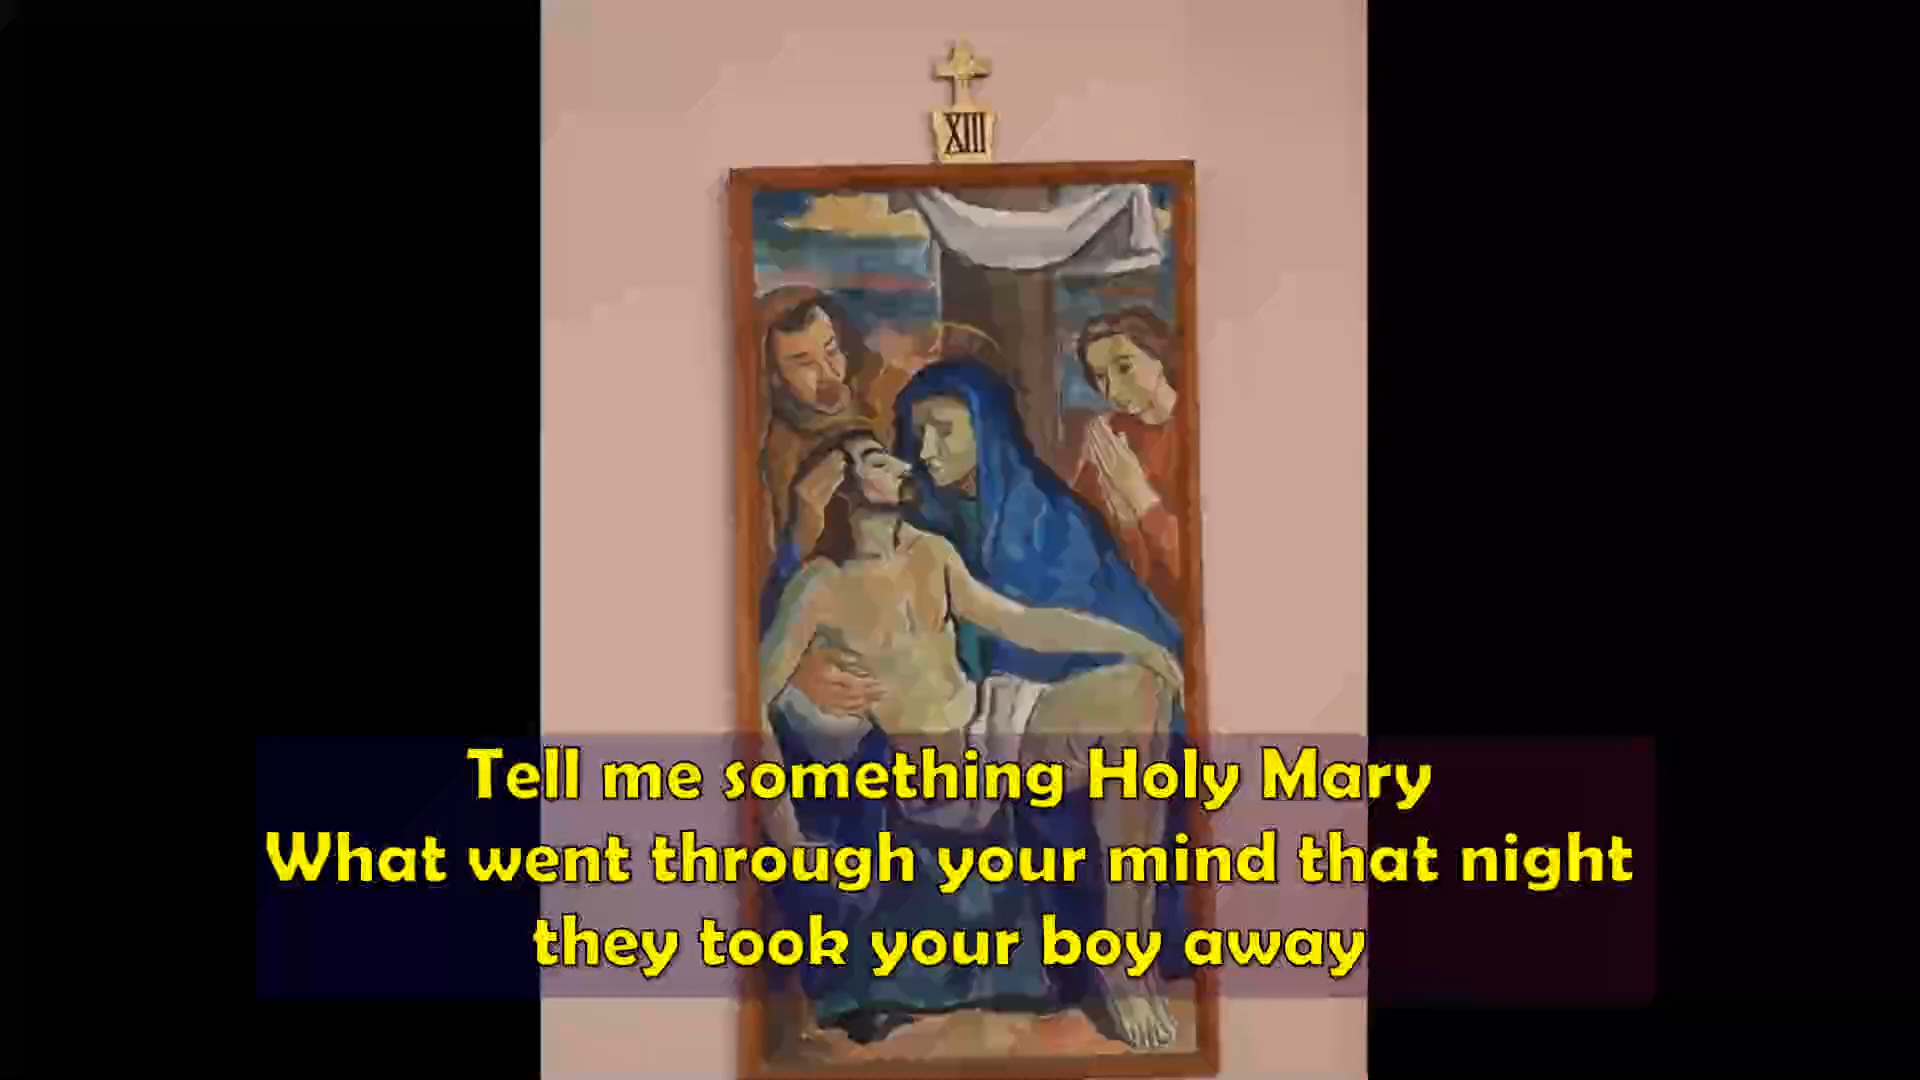 XIII
Tell me something Holy Mary
What went through your mind that night
they took your boy away